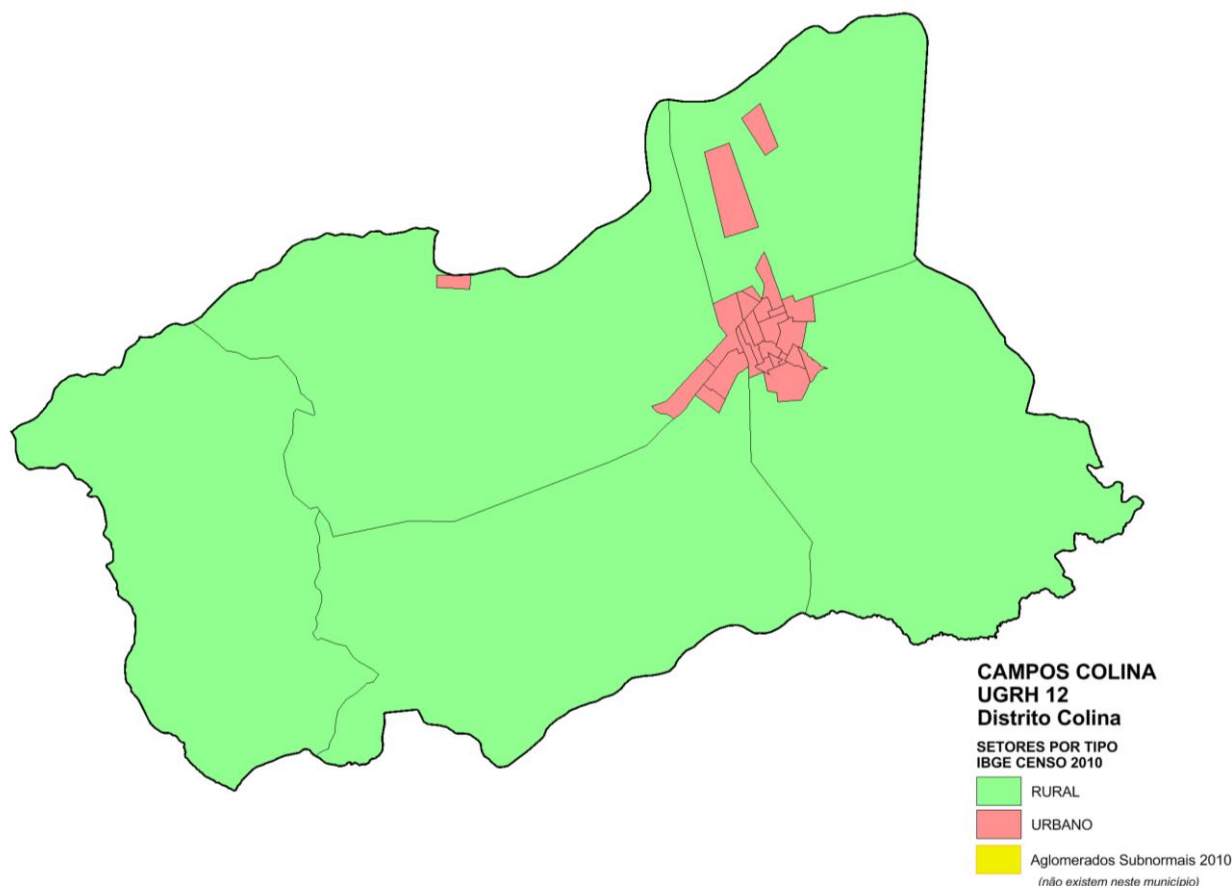 CAMPOS COLINA
UGRH 12
Distrito Colina
SETORES POR TIPO
IBGE CENSO 2010
RURAL
URBANO
Aglomerados Subnormais 2010
(não existem neste município)